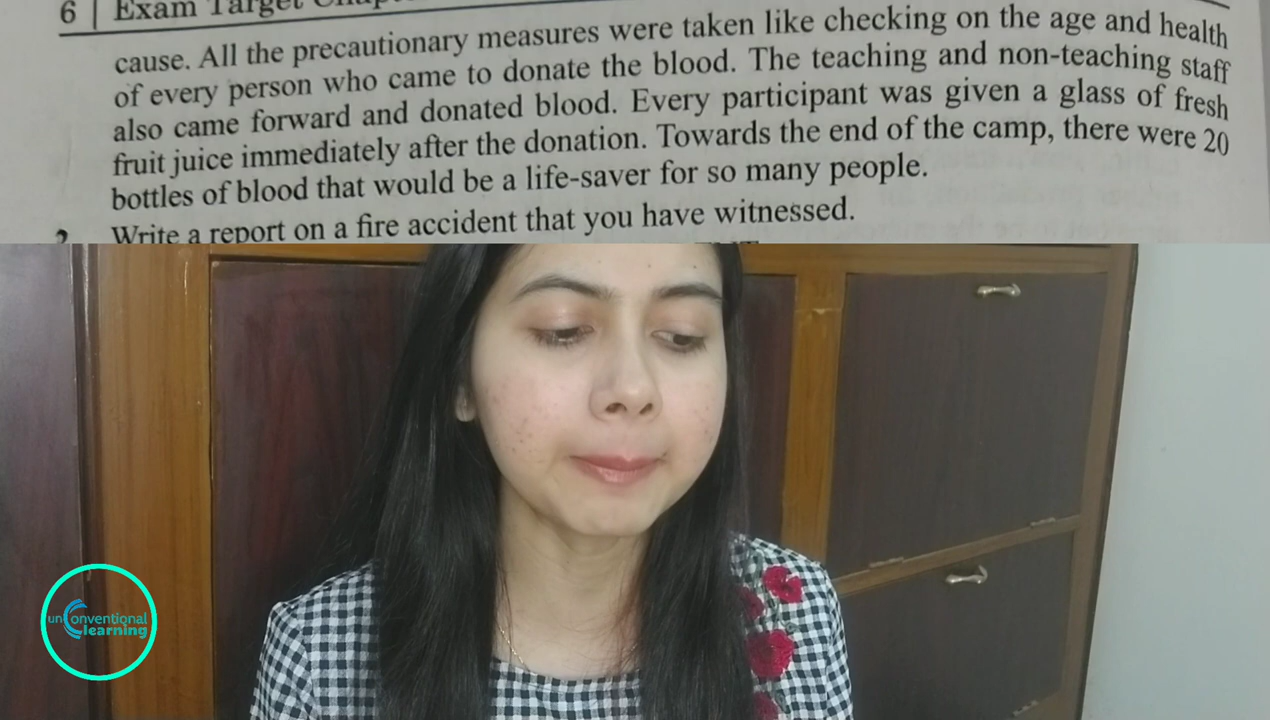 6 | Exam Target Chapt
cause. All the precautionary measures were taken like checking on the age and health
of every person who came to donate the blood. The teaching and non-teaching staff
also came forward and donated blood. Every participant was given a glass of fresh
fruit juice immediately after the donation. Towards the end of the camp, there were 20
bottles of blood that would be a life-saver for so many people.
Write a report on a fire accident that you have witnessed.
unConventional
learning